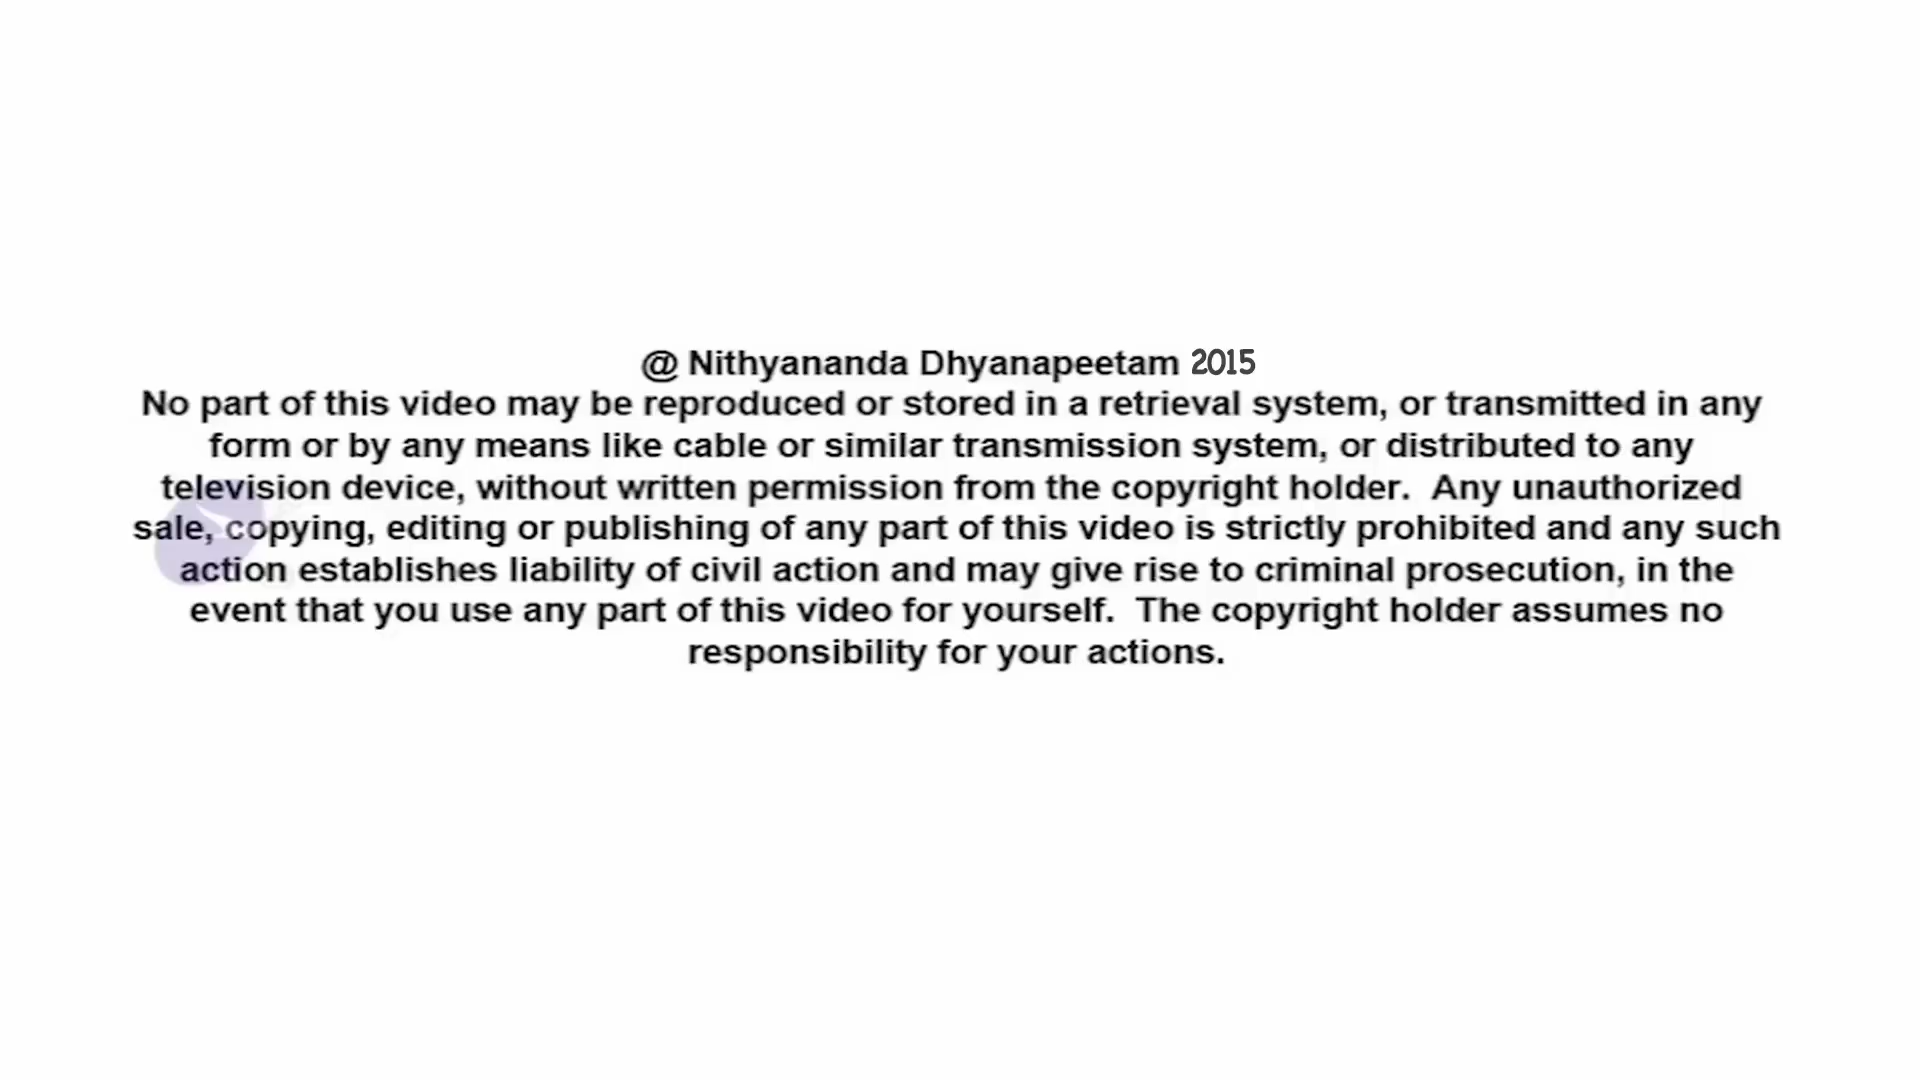 @ Nithyananda Dhyanapeetam 2015
No part of this video may be reproduced or stored in a retrieval system, or transmitted in any
form or by any means like cable or similar transmission system, or distributed to any
television device, without written permission from the copyright holder.  Any unauthorized
sale, copying, editing or publishing of any part of this video is strictly prohibited and any such
action establishes liability of civil action and may give rise to criminal prosecution, in the
event that you use any part of this video for yourself.  The copyright holder assumes no
responsibility for your actions.